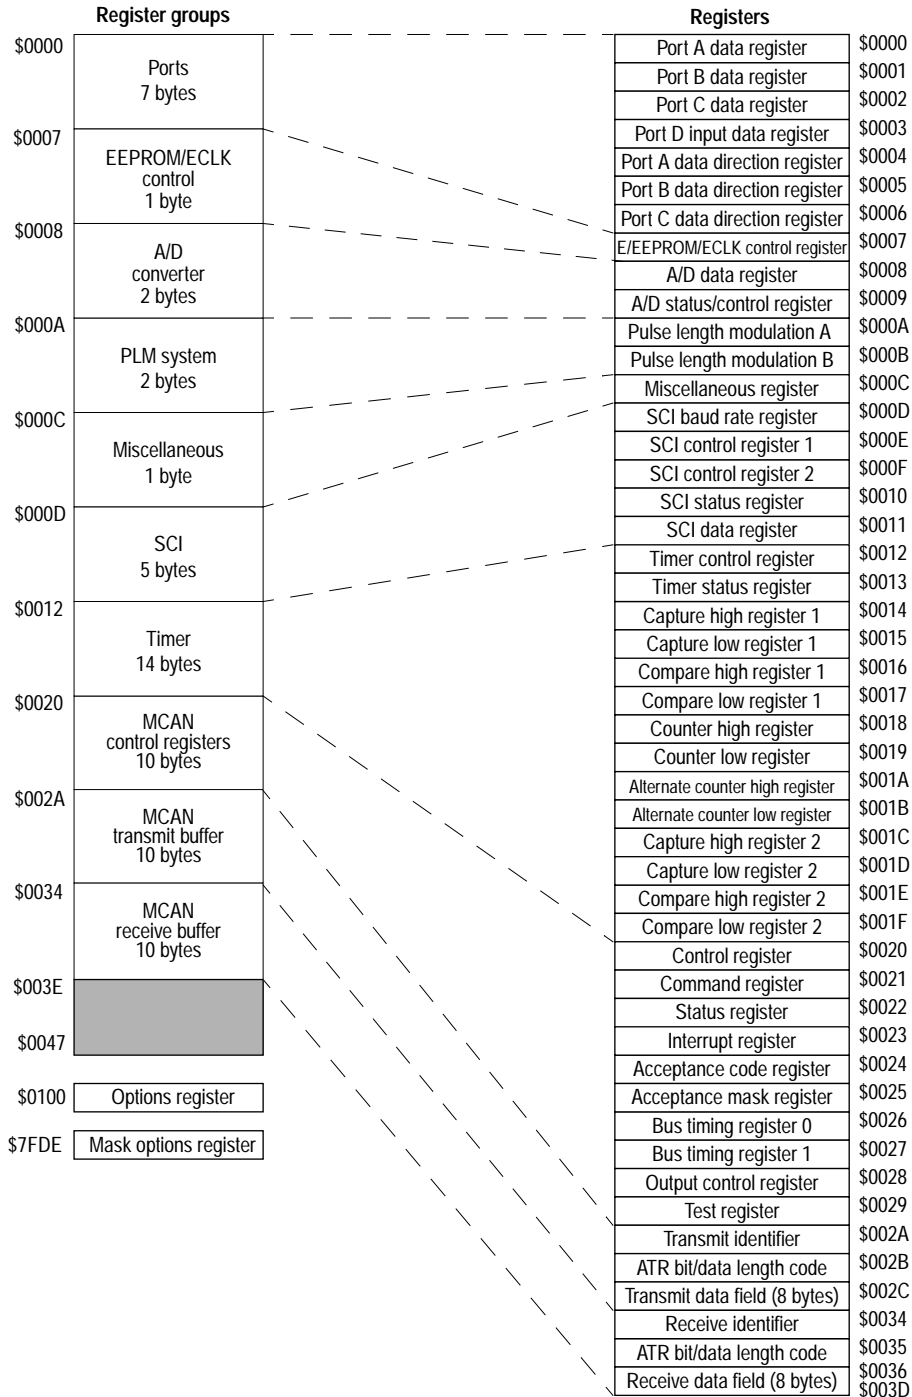 Register groups
$0000
Ports
7 bytes
$0007
EEPROM/ECLK
control
1 byte
$0008
A/D
converter
2 bytes
$000A
PLM system
2 bytes
$000C
Miscellaneous
1 byte
$000D
SCI
5 bytes
$0012
Timer
14 bytes
$0020
MCAN
control registers
10 bytes
$002A
MCAN
transmit buffer
10 bytes
$0034
MCAN
receive buffer
10 bytes
$003E
$0047
$0100 Options register
$7FDE Mask options register
Registers
Port A data register $0000
Port B data register $0001
Port C data register $0002
Port D input data register $0003
Port A data direction register $0004
Port B data direction register $0005
Port C data direction register $0006
E/EEPROM/ECLK control register $0007
A/D data register $0008
A/D status/control register $0009
Pulse length modulation A $000A
Pulse length modulation B $000B
Miscellaneous register $000C
SCI baud rate register $000D
SCI control register 1 $000E
SCI control register 2 $000F
SCI status register $0010
SCI data register $0011
Timer control register $0012
Timer status register $0013
Capture high register 1 $0014
Capture low register 1 $0015
Compare high register 1 $0016
Compare low register 1 $0017
Counter high register $0018
Counter low register $0019
Alternate counter high register $001A
Alternate counter low register $001B
Capture high register 2 $001C
Capture low register 2 $001D
Compare high register 2 $001E
Compare low register 2 $001F
Control register $0020
Command register $0021
Status register $0022
Interrupt register $0023
Acceptance code register $0024
Acceptance mask register $0025
Bus timing register 0 $0026
Bus timing register 1 $0027
Output control register $0028
Test register $0029
Transmit identifier $002A
ATR bit/data length code $002B
Transmit data field (8 bytes) $002C
Receive identifier $0034
ATR bit/data length code $0035
Receive data field (8 bytes) $0036
$003D